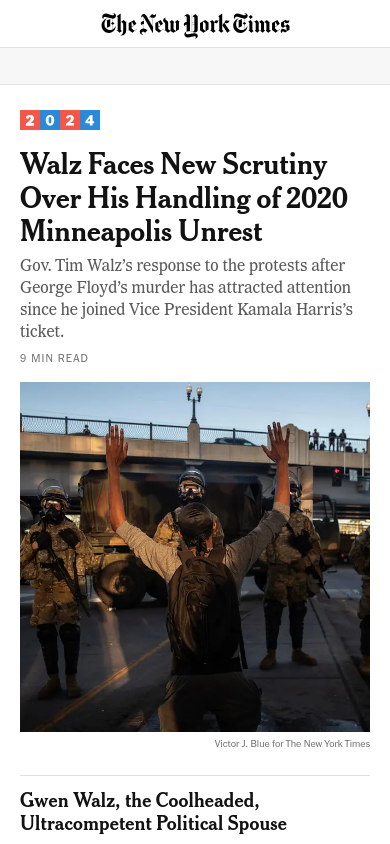 The New York Times
2024
Walz Faces New Scrutiny
Over His Handling of 2020
Minneapolis Unrest
Gov. Tim Walz’s response to the protests after
George Floyd’s murder has attracted attention
since he joined Vice President Kamala Harris’s
ticket.
9 MIN READ
Victor J. Blue for The New York Times
Gwen Walz, the Coolheaded,
Ultracompetent Political Spouse